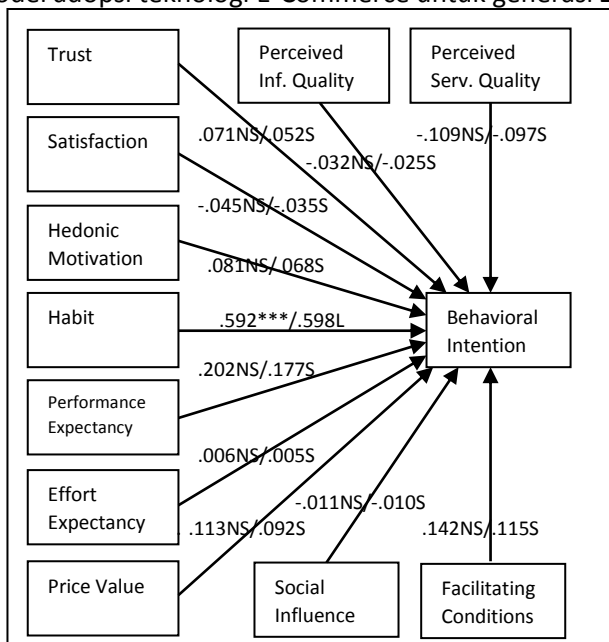 Trust
Perceived
Inf. Quality
Perceived
Serv. Quality
.071NS/.052S
-.032NS/-.025S
-.109NS/-.097S
Satisfaction
-.045NS/-.035S
Hedonic
Motivation
.081NS/.068S
Habit
.592***/.598L
Behavioral
Intention
.202NS/.177S
Performance
Expectancy
.006NS/.005S
Effort
Expectancy
-.011NS/-.010S
.113NS/.092S
.142NS/.115S
Price Value
Social
Influence
Facilitating
Conditions